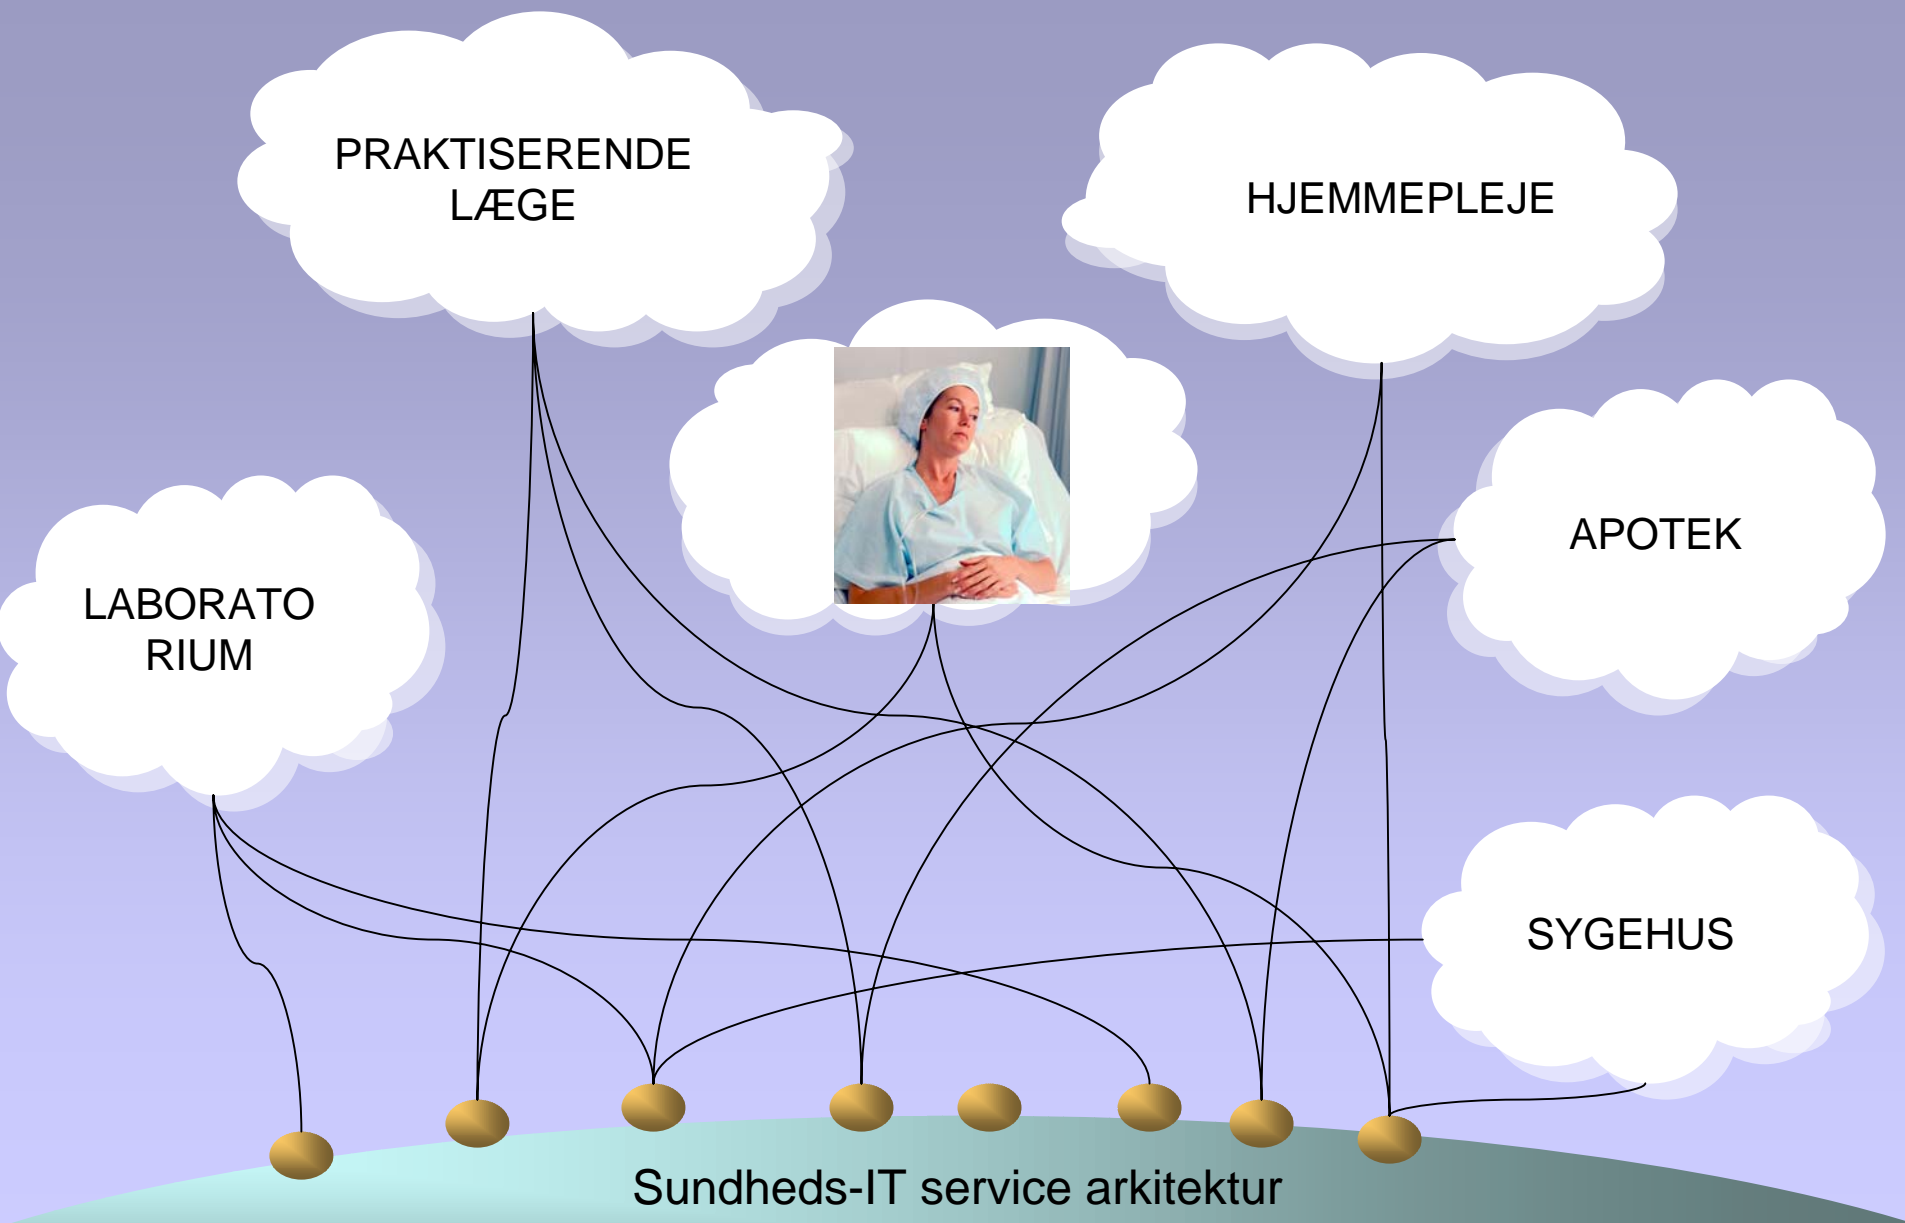 PRAKTISERENDE
LÆGE
HJEMMEPLEJE
APOTEK
LABORATO
RIUM
SYGEHUS
Sundheds-IT service arkitektur